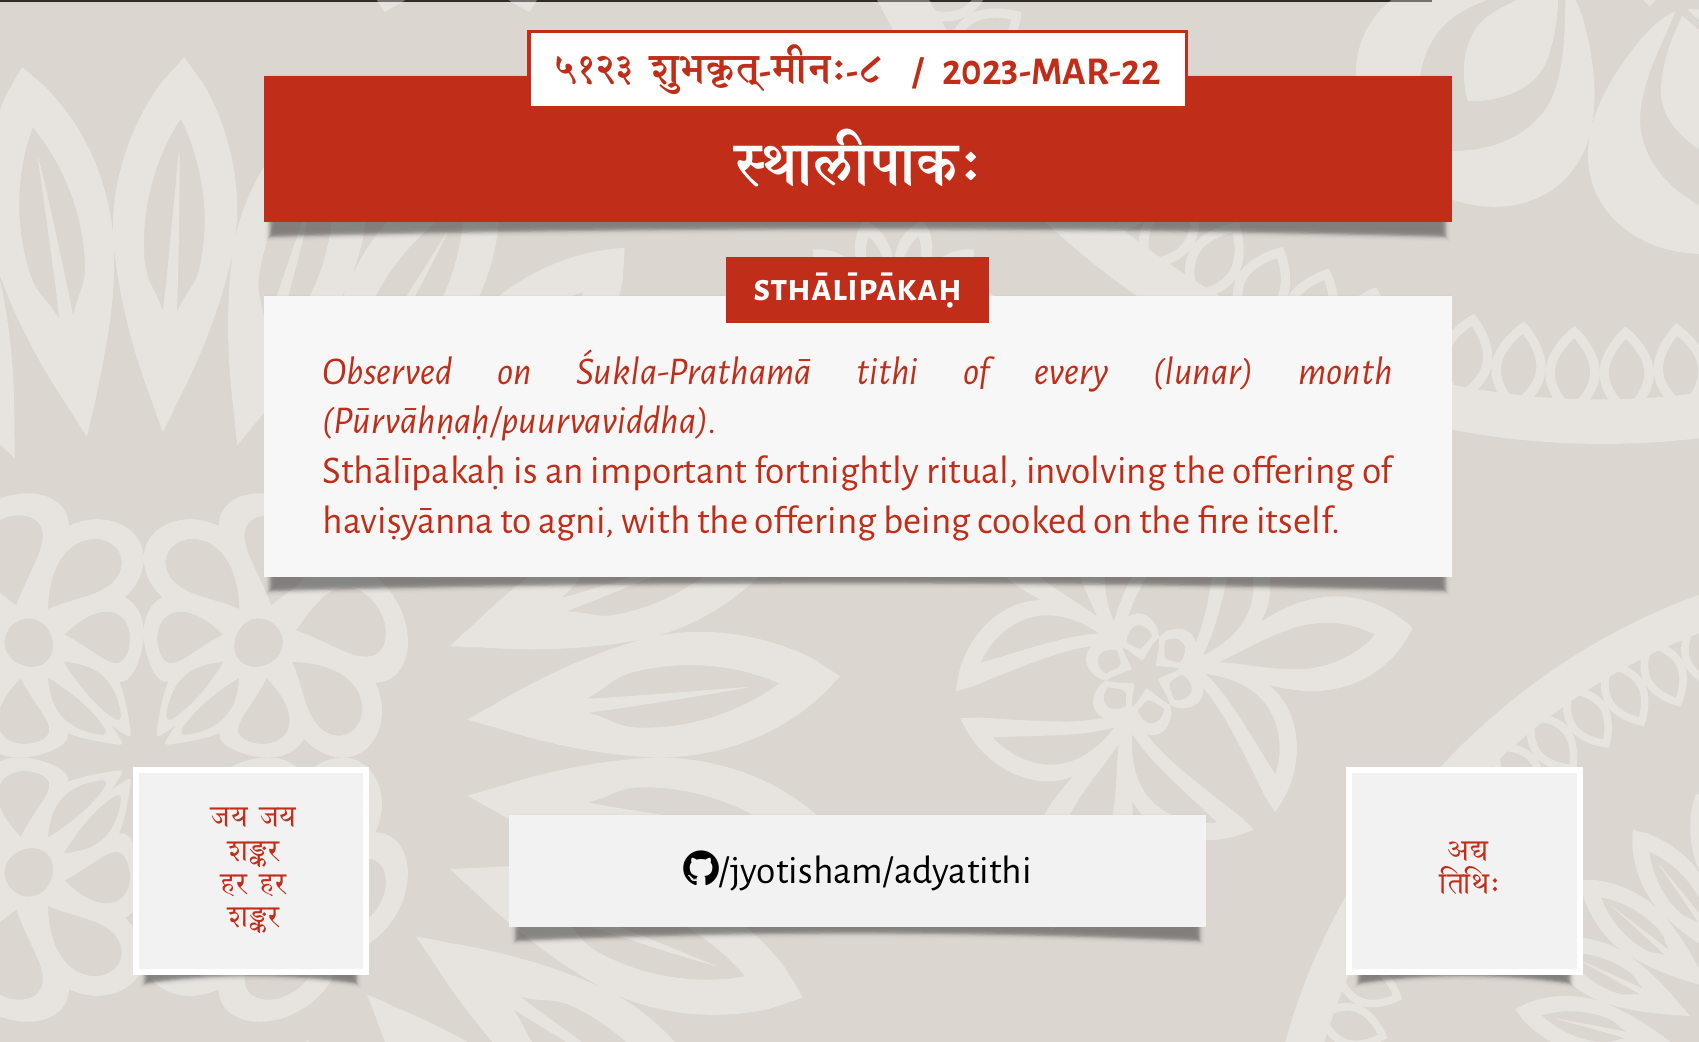 ५१२३ शुभकृत्-मीनः-८ / 2023-MAR-22
स्थालीपाकः
STHĀLĪPĀKAḤ
Observed on Śukla-Prathamā tithi of every (lunar) month
(Pūrvāhṇaḥ/puurvaviddha).
Sthālīpakaḥ is an important fortnightly ritual, involving the offering of
haviṣyānna to agni, with the offering being cooked on the fire itself.
जय जय
शङ्कर
हर हर
शङ्कर
/jyotisham/adyatithi
अद्य
तिथिः